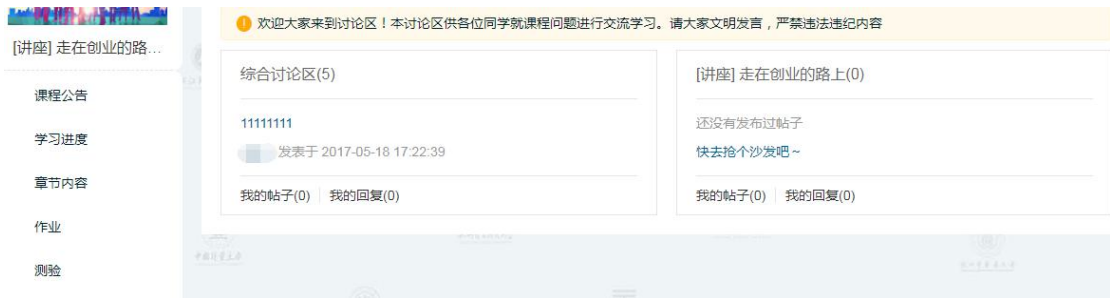 欢迎大家来到讨论区！本讨论区供各位同学就课程问题进行交流学习。请大家文明发言，严禁违法违纪内容
[讲座] 走在创业的路...
课程公告
学习进度
章节内容
作业
测验
综合讨论区(5)
11111111
发表于 2017-05-18 17:22:39
我的帖子(0) 我的回复(0)
[讲座] 走在创业的路上(0)
还没有发布过帖子
快去抢个沙发吧～
我的帖子(0) 我的回复(0)